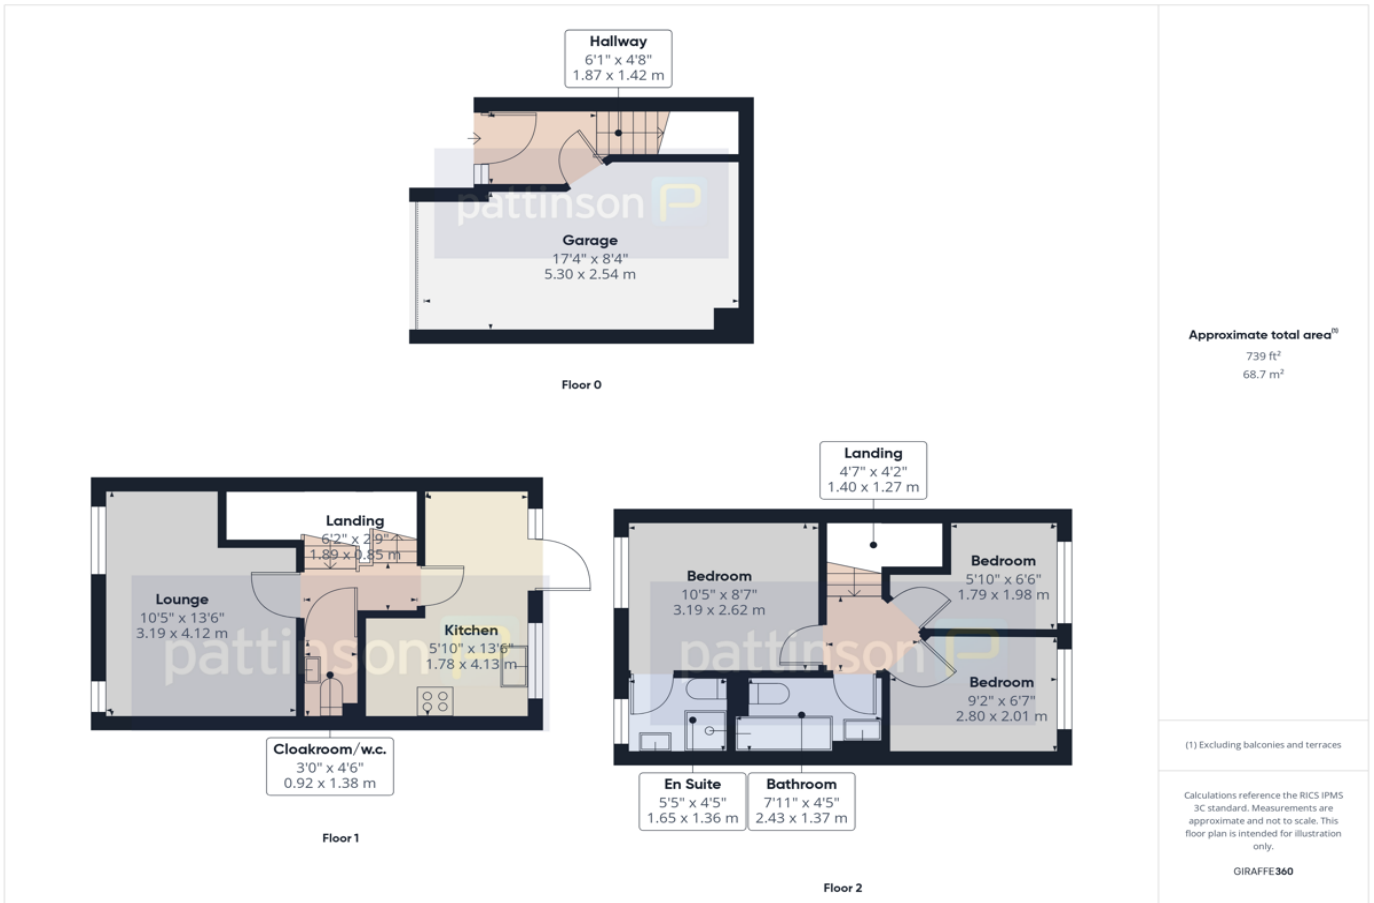 Hallway
6'1" x 4'8"
1.87 x 1.42 m
pattinson
Garage
17'4" x 8'4"
5.30 x 2.54 m
Floor 0
Approximate total area(1)
739 ft²
68.7 m²
Landing
6'2" x 2'9"
1.89 x 0.85 m
Lounge
10'5" x 13'6"
3.19 x 4.12 m
Kitchen
5'10" x 13'6"
1.78 x 4.13 m
pattinson
Cloakroom/w.c.
3'0" x 4'6"
0.92 x 1.38 m
Floor 1
Landing
4'7" x 4'2"
1.40 x 1.27 m
Bedroom
10'5" x 8'7"
3.19 x 2.62 m
Bedroom
5'10" x 6'6"
1.79 x 1.98 m
pattinson
Bedroom
9'2" x 6'7"
2.80 x 2.01 m
En Suite
5'5" x 4'5"
1.65 x 1.36 m
Bathroom
7'11" x 4'5"
2.43 x 1.37 m
Floor 2
(1) Excluding balconies and terraces
Calculations reference the RICS IPMS
3C standard. Measurements are
approximate and not to scale. This
floor plan is intended for illustration
only.
GIRAFFE360